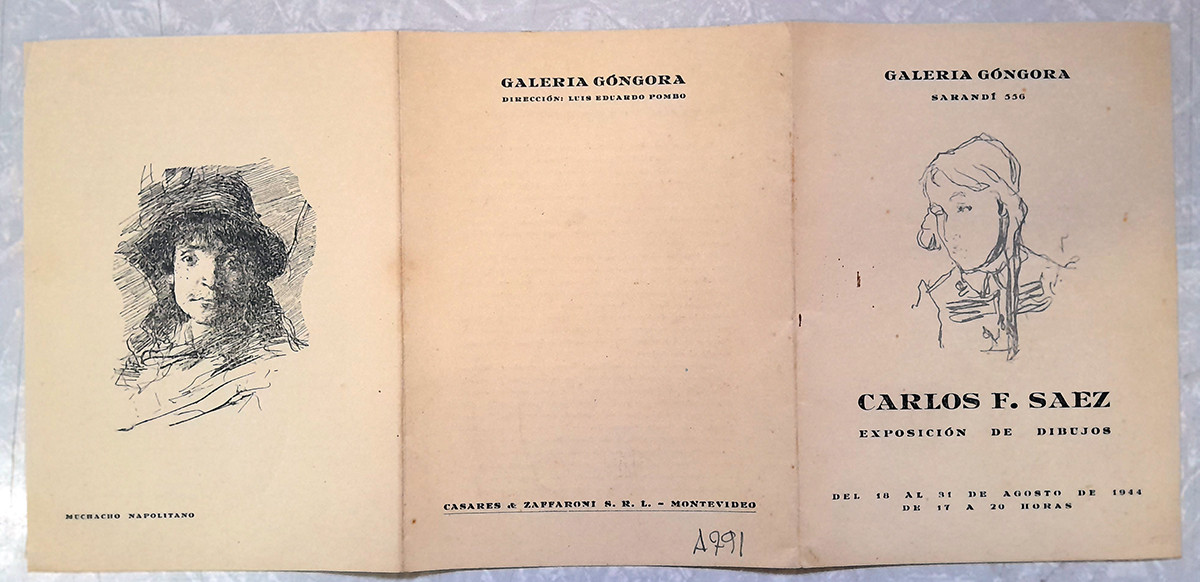 MUCHACHO NAPOLITANO
GALERIA GÓNGORA
DIRECCIÓN: LUIS EDUARDO POMBO
CASARES & ZAFFARONI S. R. L. - MONTEVIDEO
A791
GALERIA GÓNGORA
SARANDÍ 556
CARLOS F. SAEZ
EXPOSICIÓN DE DIBUJOS
DEL 18 AL 31 DE AGOSTO DE 1944
DE 17 A 20 HORAS